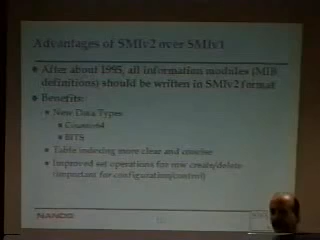 Advantages of SMIv2 over SMIv1
After about 1995, all information modules (MIB
definitions) should be written in SMIv2 format
Benefits:
New Data Types
Counter64
BITS
Table indexing more clear and concise
Improved set operations for row create/delete
(important for configuration/control)
NANOG